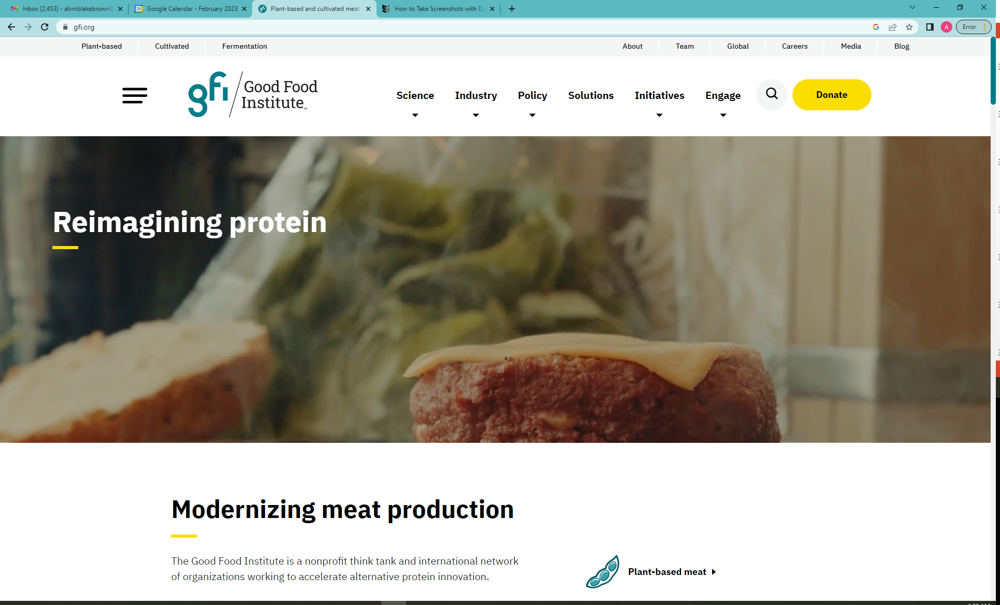 Inbox (2,453) - alvinblakebrown@
Google Calendar - February 2023
Plant-based and cultivated meat
How to Take Screenshots with Du
gfi.org
A
Error
Plant-based
Cultivated
Fermentation
About
Team
Global
Careers
Media
Blog
gfi
Good Food
Institute
Science
Industry
Policy
Solutions
Initiatives
Engage
Donate
Reimagining protein
Modernizing meat production
The Good Food Institute is a nonprofit think tank and international network
of organizations working to accelerate alternative protein innovation.
Plant-based meat